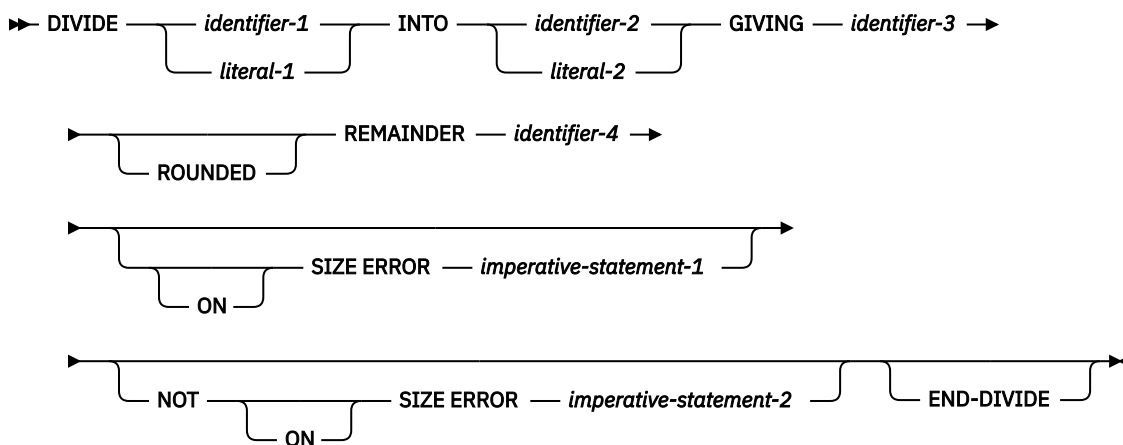 DIVIDE identifier-1 INTO identifier-2 GIVING identifier-3
literal-1 literal-2
REMAINDER identifier-4
ROUNDED
SIZE ERROR imperative-statement-1
ON
NOT SIZE ERROR imperative-statement-2 END-DIVIDE
ON